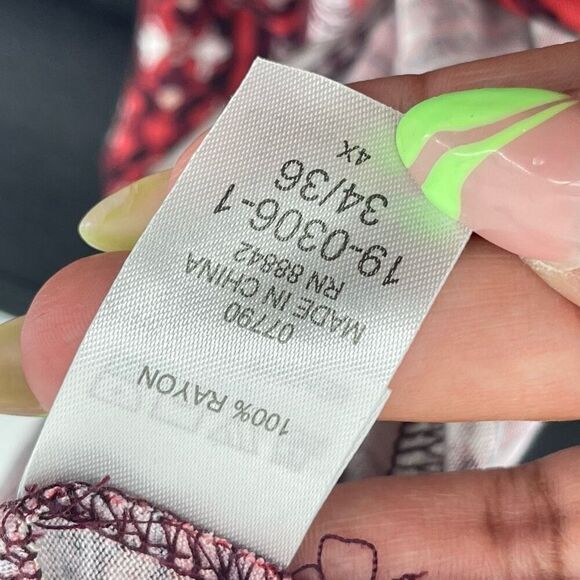 4X
34/36
19-0306-1
RN 88842
MADE IN CHINA
07790
100% RAYON